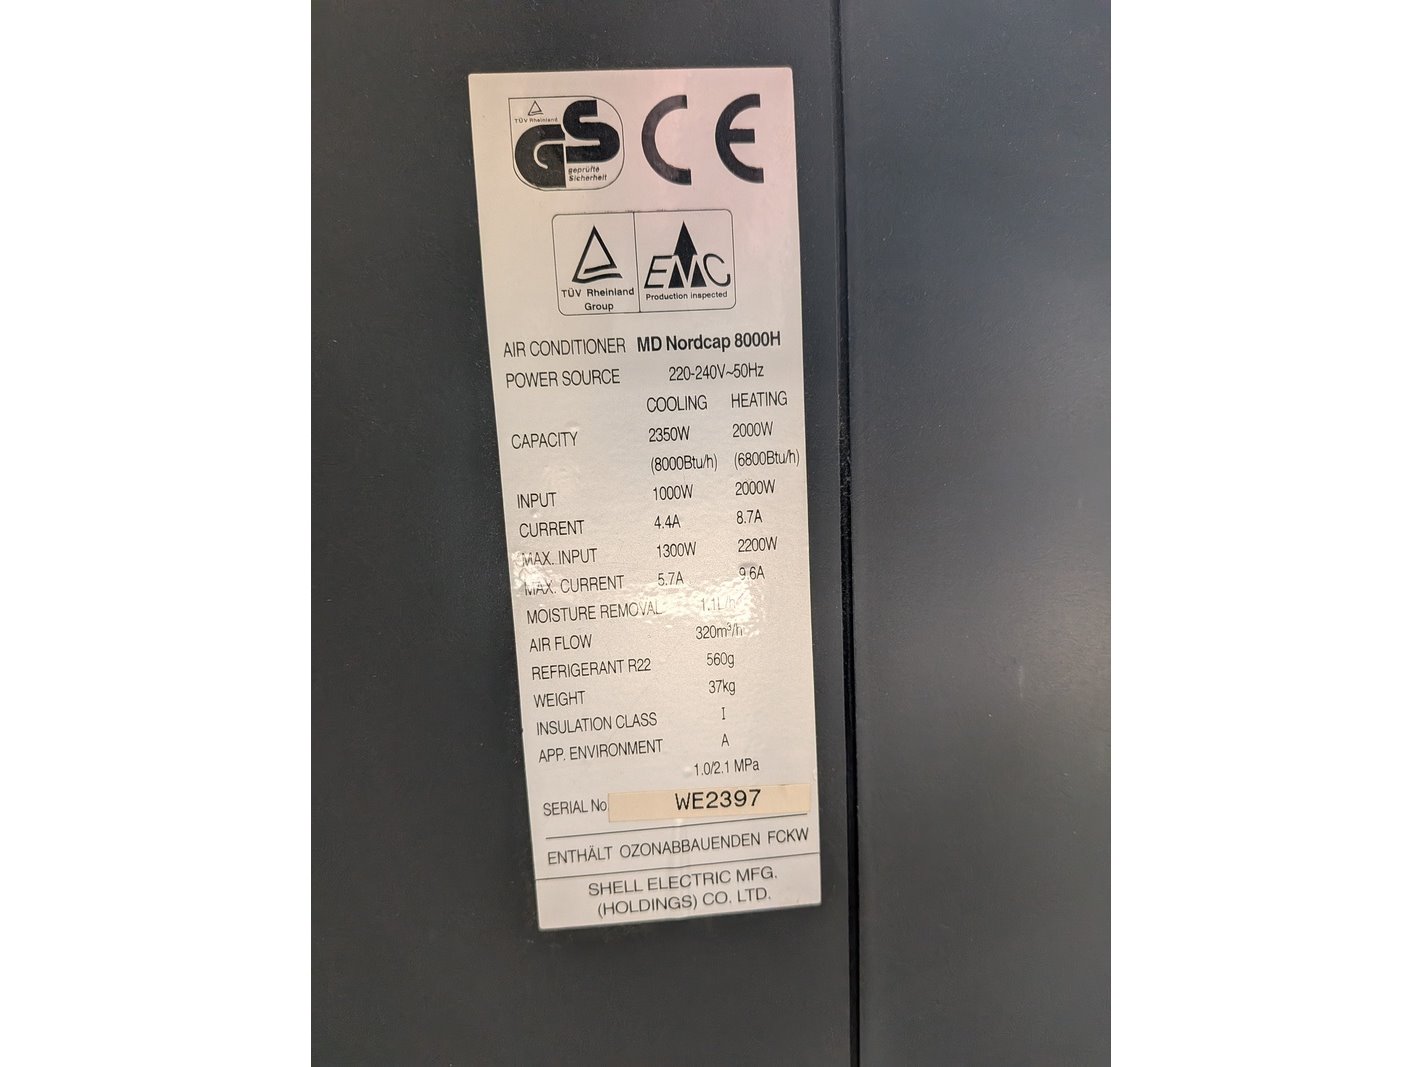 TÜV Rheinland
GS
geprüfte
Sicherheit
CE
TÜV Rheinland
Group
EMC
Production inspected
AIR CONDITIONER MD Nordcap 8000H
POWER SOURCE 220-240V~50Hz
COOLING HEATING
CAPACITY 2350W 2000W
(8000Btu/h) (6800Btu/h)
INPUT 1000W 2000W
CURRENT 4.4A 8.7A
MAX. INPUT 1300W 2200W
MAX. CURRENT 5.7A 9.6A
MOISTURE REMOVAL 1.1L/h
AIR FLOW 320m³/h
REFRIGERANT R22 560g
WEIGHT 37kg
INSULATION CLASS I
APP. ENVIRONMENT A
1.0/2.1 MPa
SERIAL No WE2397
ENTHÄLT OZONABBAUENDEN FCKW
SHELL ELECTRIC MFG.
(HOLDINGS) CO. LTD.